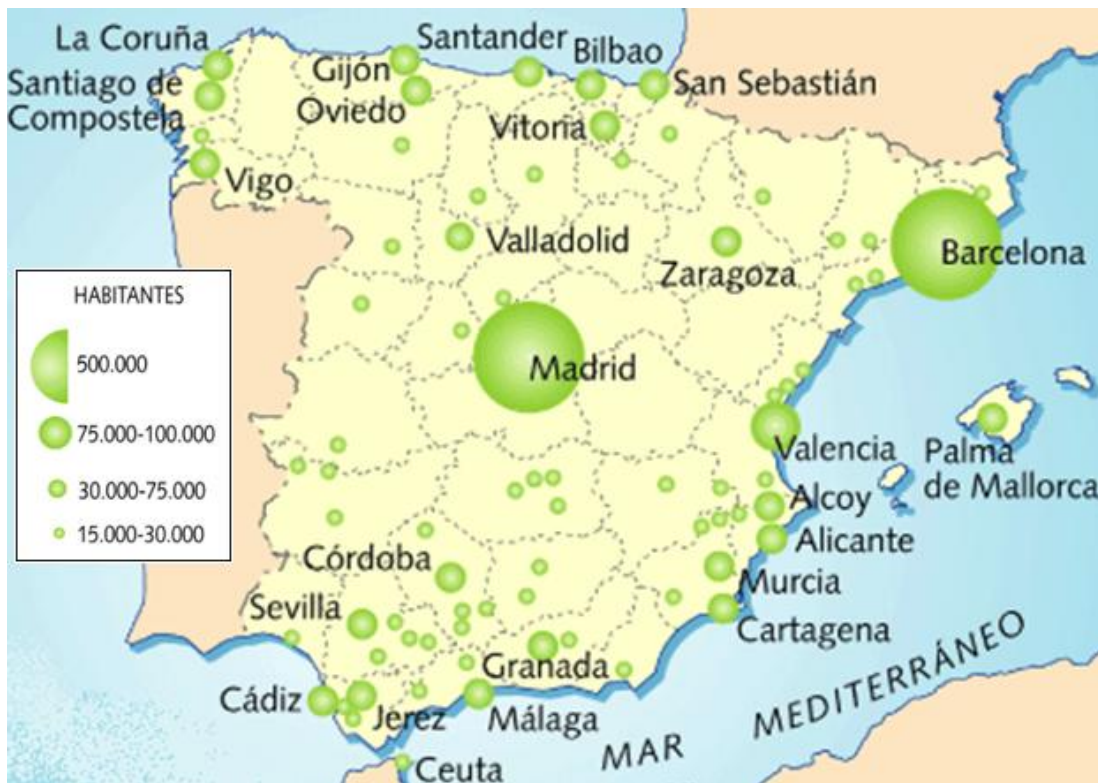 La Coruña
Santander
Bilbao
Santiago de
Compostela
Gijón
Oviedo
San Sebastián
Vitoria
Vigo
Valladolid
Zaragoza
Barcelona
HABITANTES
500.000
75.000-100.000
30.000-75.000
15.000-30.000
Madrid
Valencia
Palma
de Mallorca
Alcoy
Alicante
Córdoba
Murcia
Sevilla
Cartagena
Granada
Cádiz
Jerez
Málaga
Ceuta
MAR
MEDITERRÁNEO